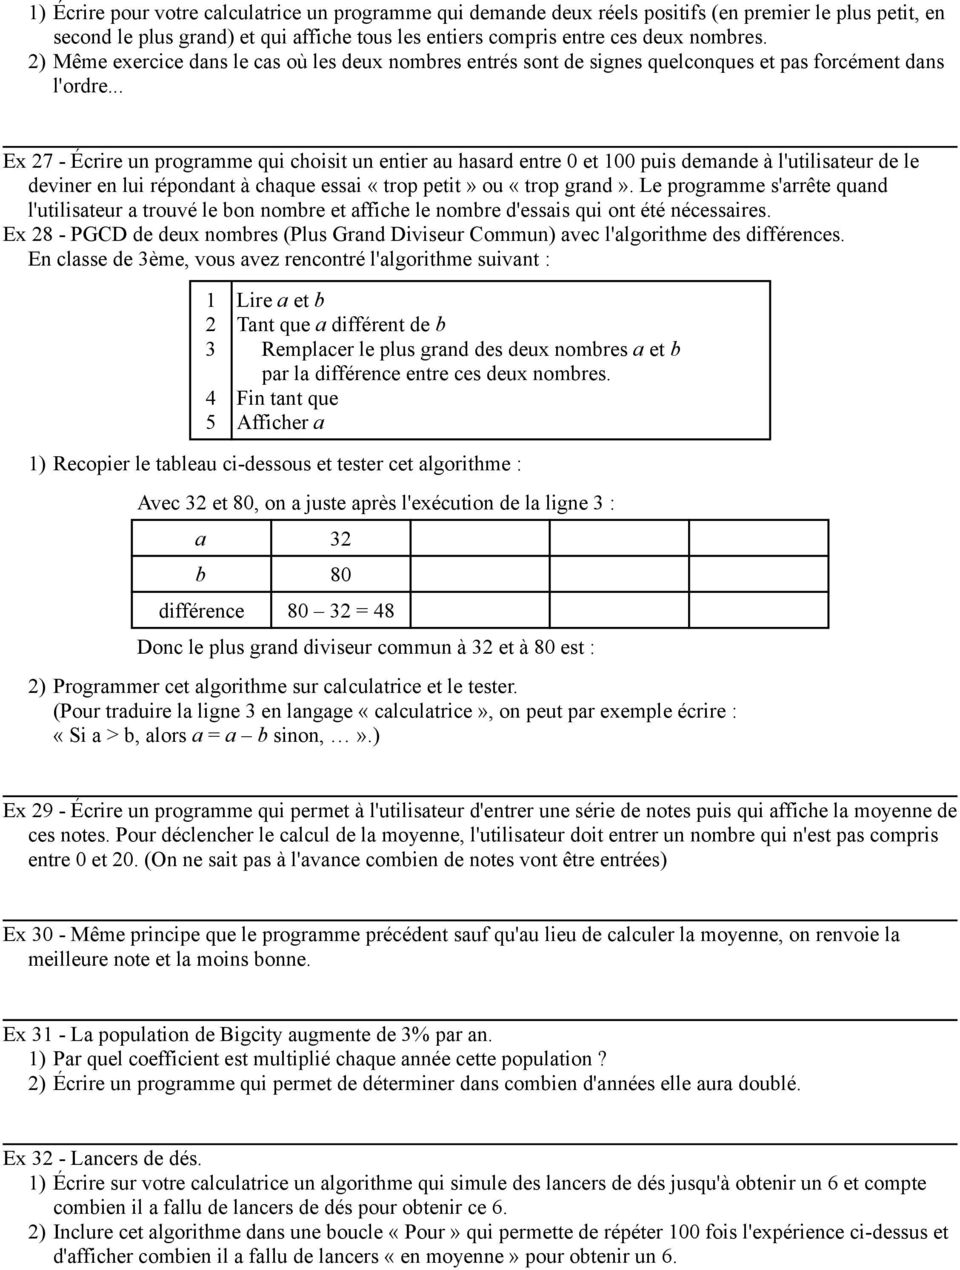 1) Écrire pour votre calculatrice un programme qui demande deux réels positifs (en premier le plus petit, en
second le plus grand) et qui affiche tous les entiers compris entre ces deux nombres.
2) Même exercice dans le cas où les deux nombres entrés sont de signes quelconques et pas forcément dans
l'ordre...
Ex 27 - Écrire un programme qui choisit un entier au hasard entre 0 et 100 puis demande à l'utilisateur de le
deviner en lui répondant à chaque essai «trop petit» ou «trop grand». Le programme s'arrête quand
l'utilisateur a trouvé le bon nombre et affiche le nombre d'essais qui ont été nécessaires.
Ex 28 - PGCD de deux nombres (Plus Grand Diviseur Commun) avec l'algorithme des différences.
En classe de 3ème, vous avez rencontré l'algorithme suivant :
1 Lire a et b
2 Tant que a différent de b
3 Remplacer le plus grand des deux nombres a et b
par la différence entre ces deux nombres.
4 Fin tant que
5 Afficher a
1) Recopier le tableau ci-dessous et tester cet algorithme :
Avec 32 et 80, on a juste après l'exécution de la ligne 3 :
a 32
b 80
différence 80 – 32 = 48
Donc le plus grand diviseur commun à 32 et à 80 est :
2) Programmer cet algorithme sur calculatrice et le tester.
(Pour traduire la ligne 3 en langage «calculatrice», on peut par exemple écrire :
«Si a > b, alors a = a – b sinon, … ».)
Ex 29 - Écrire un programme qui permet à l'utilisateur d'entrer une série de notes puis qui affiche la moyenne de
ces notes. Pour déclencher le calcul de la moyenne, l'utilisateur doit entrer un nombre qui n'est pas compris
entre 0 et 20. (On ne sait pas à l'avance combien de notes vont être entrées)
Ex 30 - Même principe que le programme précédent sauf qu'au lieu de calculer la moyenne, on renvoie la
meilleure note et la moins bonne.
Ex 31 - La population de Bigcity augmente de 3% par an.
1) Par quel coefficient est multiplié chaque année cette population ?
2) Écrire un programme qui permet de déterminer dans combien d'années elle aura doublé.
Ex 32 - Lancers de dés.
1) Écrire sur votre calculatrice un algorithme qui simule des lancers de dés jusqu'à obtenir un 6 et compte
combien il a fallu de lancers de dés pour obtenir ce 6.
2) Inclure cet algorithme dans une boucle «Pour» qui permette de répéter 100 fois l'expérience ci-dessus et
d'afficher combien il a fallu de lancers «en moyenne» pour obtenir un 6.